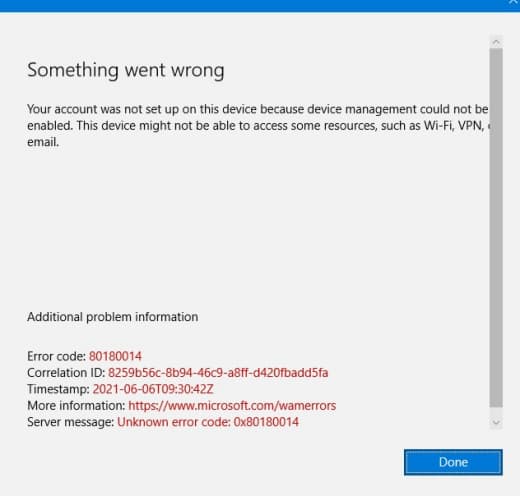 Something went wrong
Your account was not set up on this device because device management could not be
enabled. This device might not be able to access some resources, such as Wi-Fi, VPN,
email.
Additional problem information
Error code: 80180014
Correlation ID: 8259b56c-8b94-46c9-a8ff-d420fbadd5fa
Timestamp: 2021-06-06T09:30:42Z
More information: https://www.microsoft.com/wamerrors
Server message: Unknown error code: 0x80180014
Done